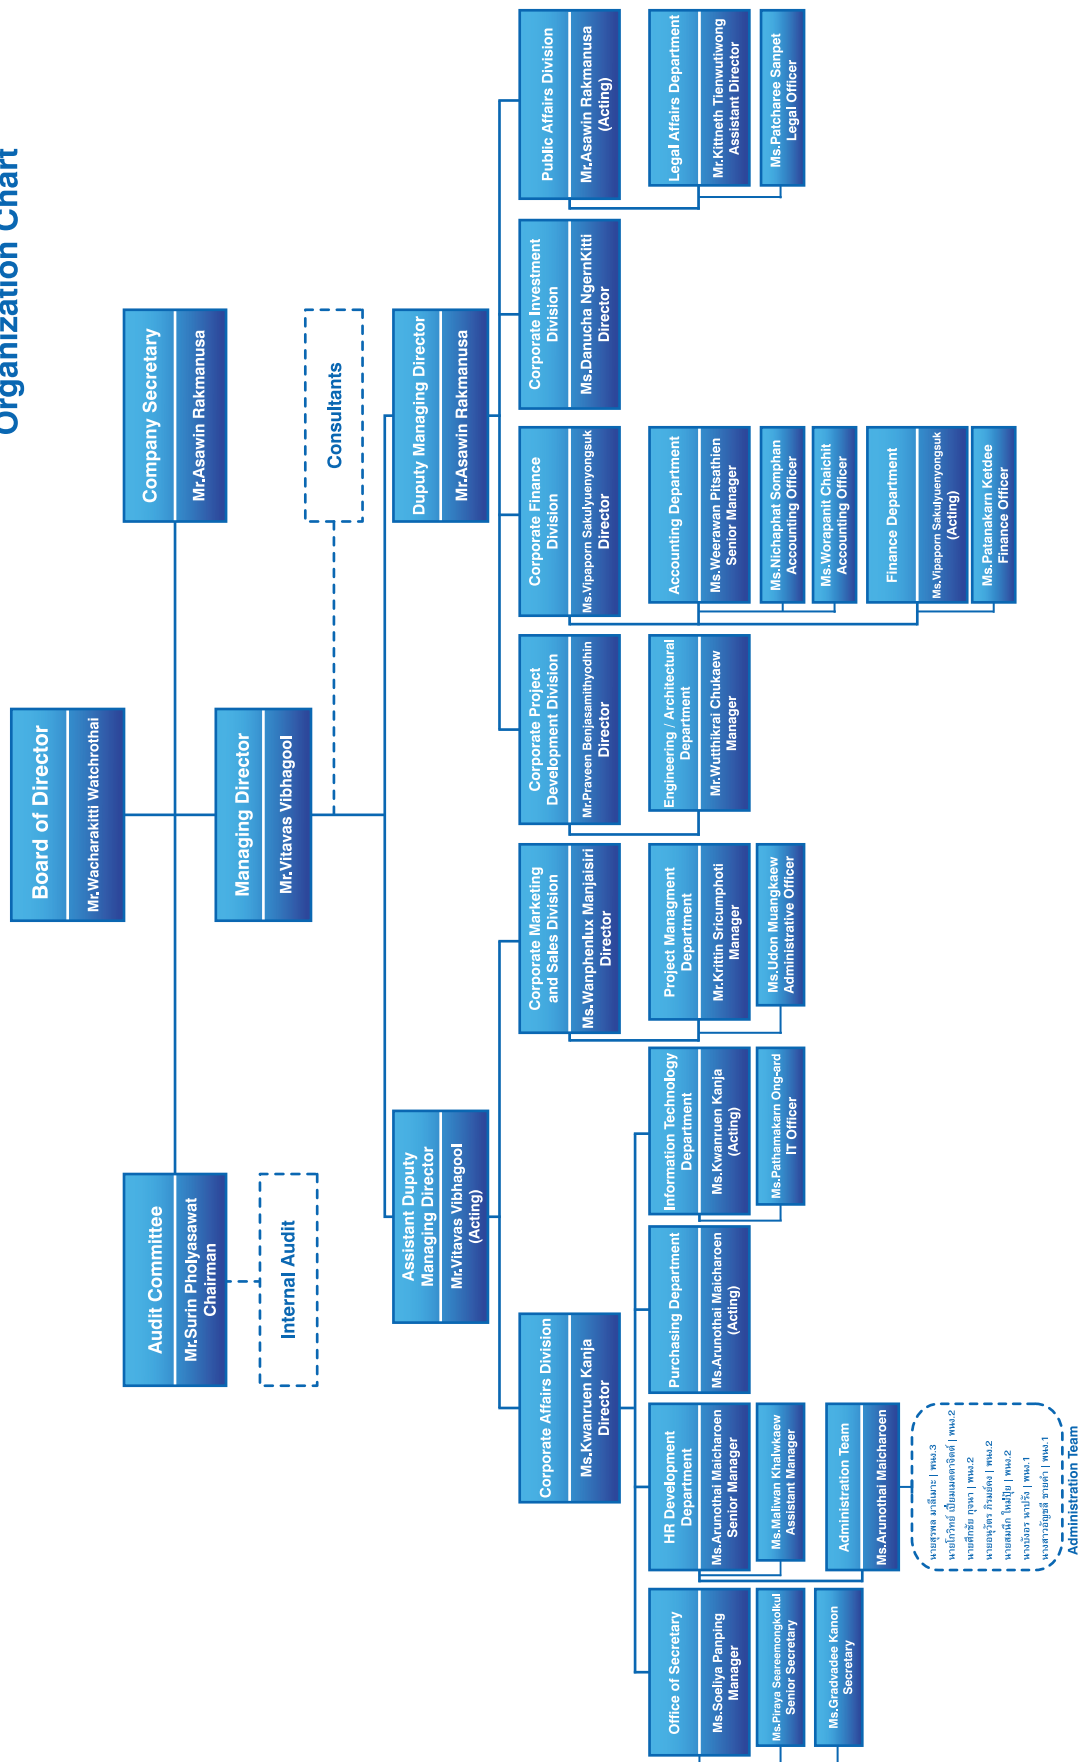 Organization Chart
Board of Director
Mr.Wacharakitti Watchrothai
Audit Committee
Mr.Surin Pholyasawat
Chairman
Company Secretary
Mr.Asawin Rakmanusa
Internal Audit
Managing Director
Mr.Vitavas Vibhagool
Consultants
Assistant Duputy
Managing Director
Mr.Vitavas Vibhagool
(Acting)
Duputy Managing Director
Mr.Asawin Rakmanusa
Corporate Affairs Division
Ms.Kwanruen Kanja
Director
Corporate Marketing
and Sales Division
Ms.Wanphenlux Manjaisiri
Director
Corporate Project
Development Division
Mr.Praveen Benjasamithyodhin
Director
Corporate Finance
Division
Ms.Vipaporn Sakulyuenyongsuk
Director
Corporate Investment
Division
Ms.Danucha NgernKitti
Director
Public Affairs Division
Mr.Asawin Rakmanusa
(Acting)
Office of Secretary
Ms.Soeliya Panping
Manager
Ms.Piraya Seareemongkolkul
Senior Secretary
Ms.Gradvadee Kanon
Secretary
HR Development
Department
Ms.Arunothai Maicharoen
Senior Manager
Ms.Maliwan Khalwkaew
Assistant Manager
Administration Team
Ms.Arunothai Maicharoen
Administration Team
Purchasing Department
Ms.Arunothai Maicharoen
(Acting)
Information Technology
Department
Ms.Kwanruen Kanja
(Acting)
Ms.Pathamakarn Ong-ard
IT Officer
Project Managment
Department
Mr.Krittin Sricumphoti
Manager
Ms.Udon Muangkaew
Administrative Officer
Engineering / Architectural
Department
Mr.Wutthikrai Chukaew
Manager
Accounting Department
Ms.Weerawan Pitsathien
Senior Manager
Ms.Nichaphat Somphan
Accounting Officer
Ms.Worapanit Chaichit
Accounting Officer
Finance Department
Ms.Vipaporn Sakulyuenyongsuk
(Acting)
Ms.Patanakarn Ketdee
Finance Officer
Legal Affairs Department
Mr.Kittneth Tienwutiwong
Assistant Director
Ms.Patcharee Sanpet
Legal Officer